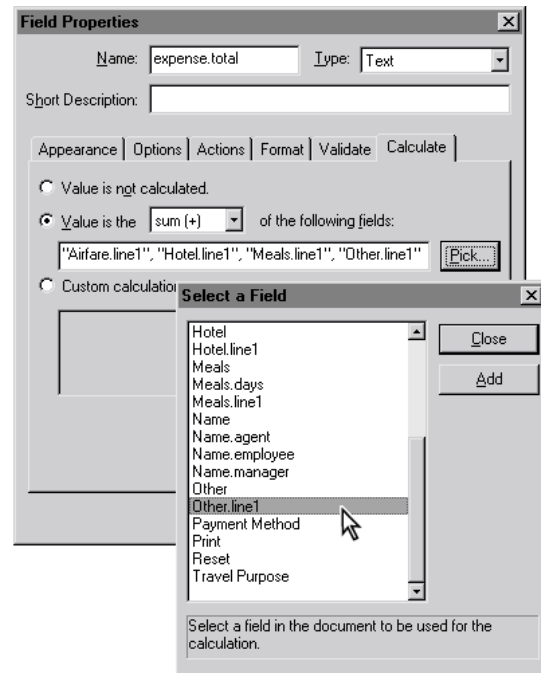 Field Properties
Name: expense.total Type: Text
Short Description:
Appearance Options Actions Format Validate Calculate
Value is not calculated.
Value is the sum (+) of the following fields:
"Airfare.line1", "Hotel.line1", "Meals.line1", "Other.line1" Pick...
Custom calculation
Select a Field
Hotel
Hotel.line1
Meals
Meals.days
Meals.line1
Name
Name.agent
Name.employee
Name.manager
Other
Other.line1
Payment Method
Print
Reset
Travel Purpose
Close
Add
Select a field in the document to be used for the
calculation.